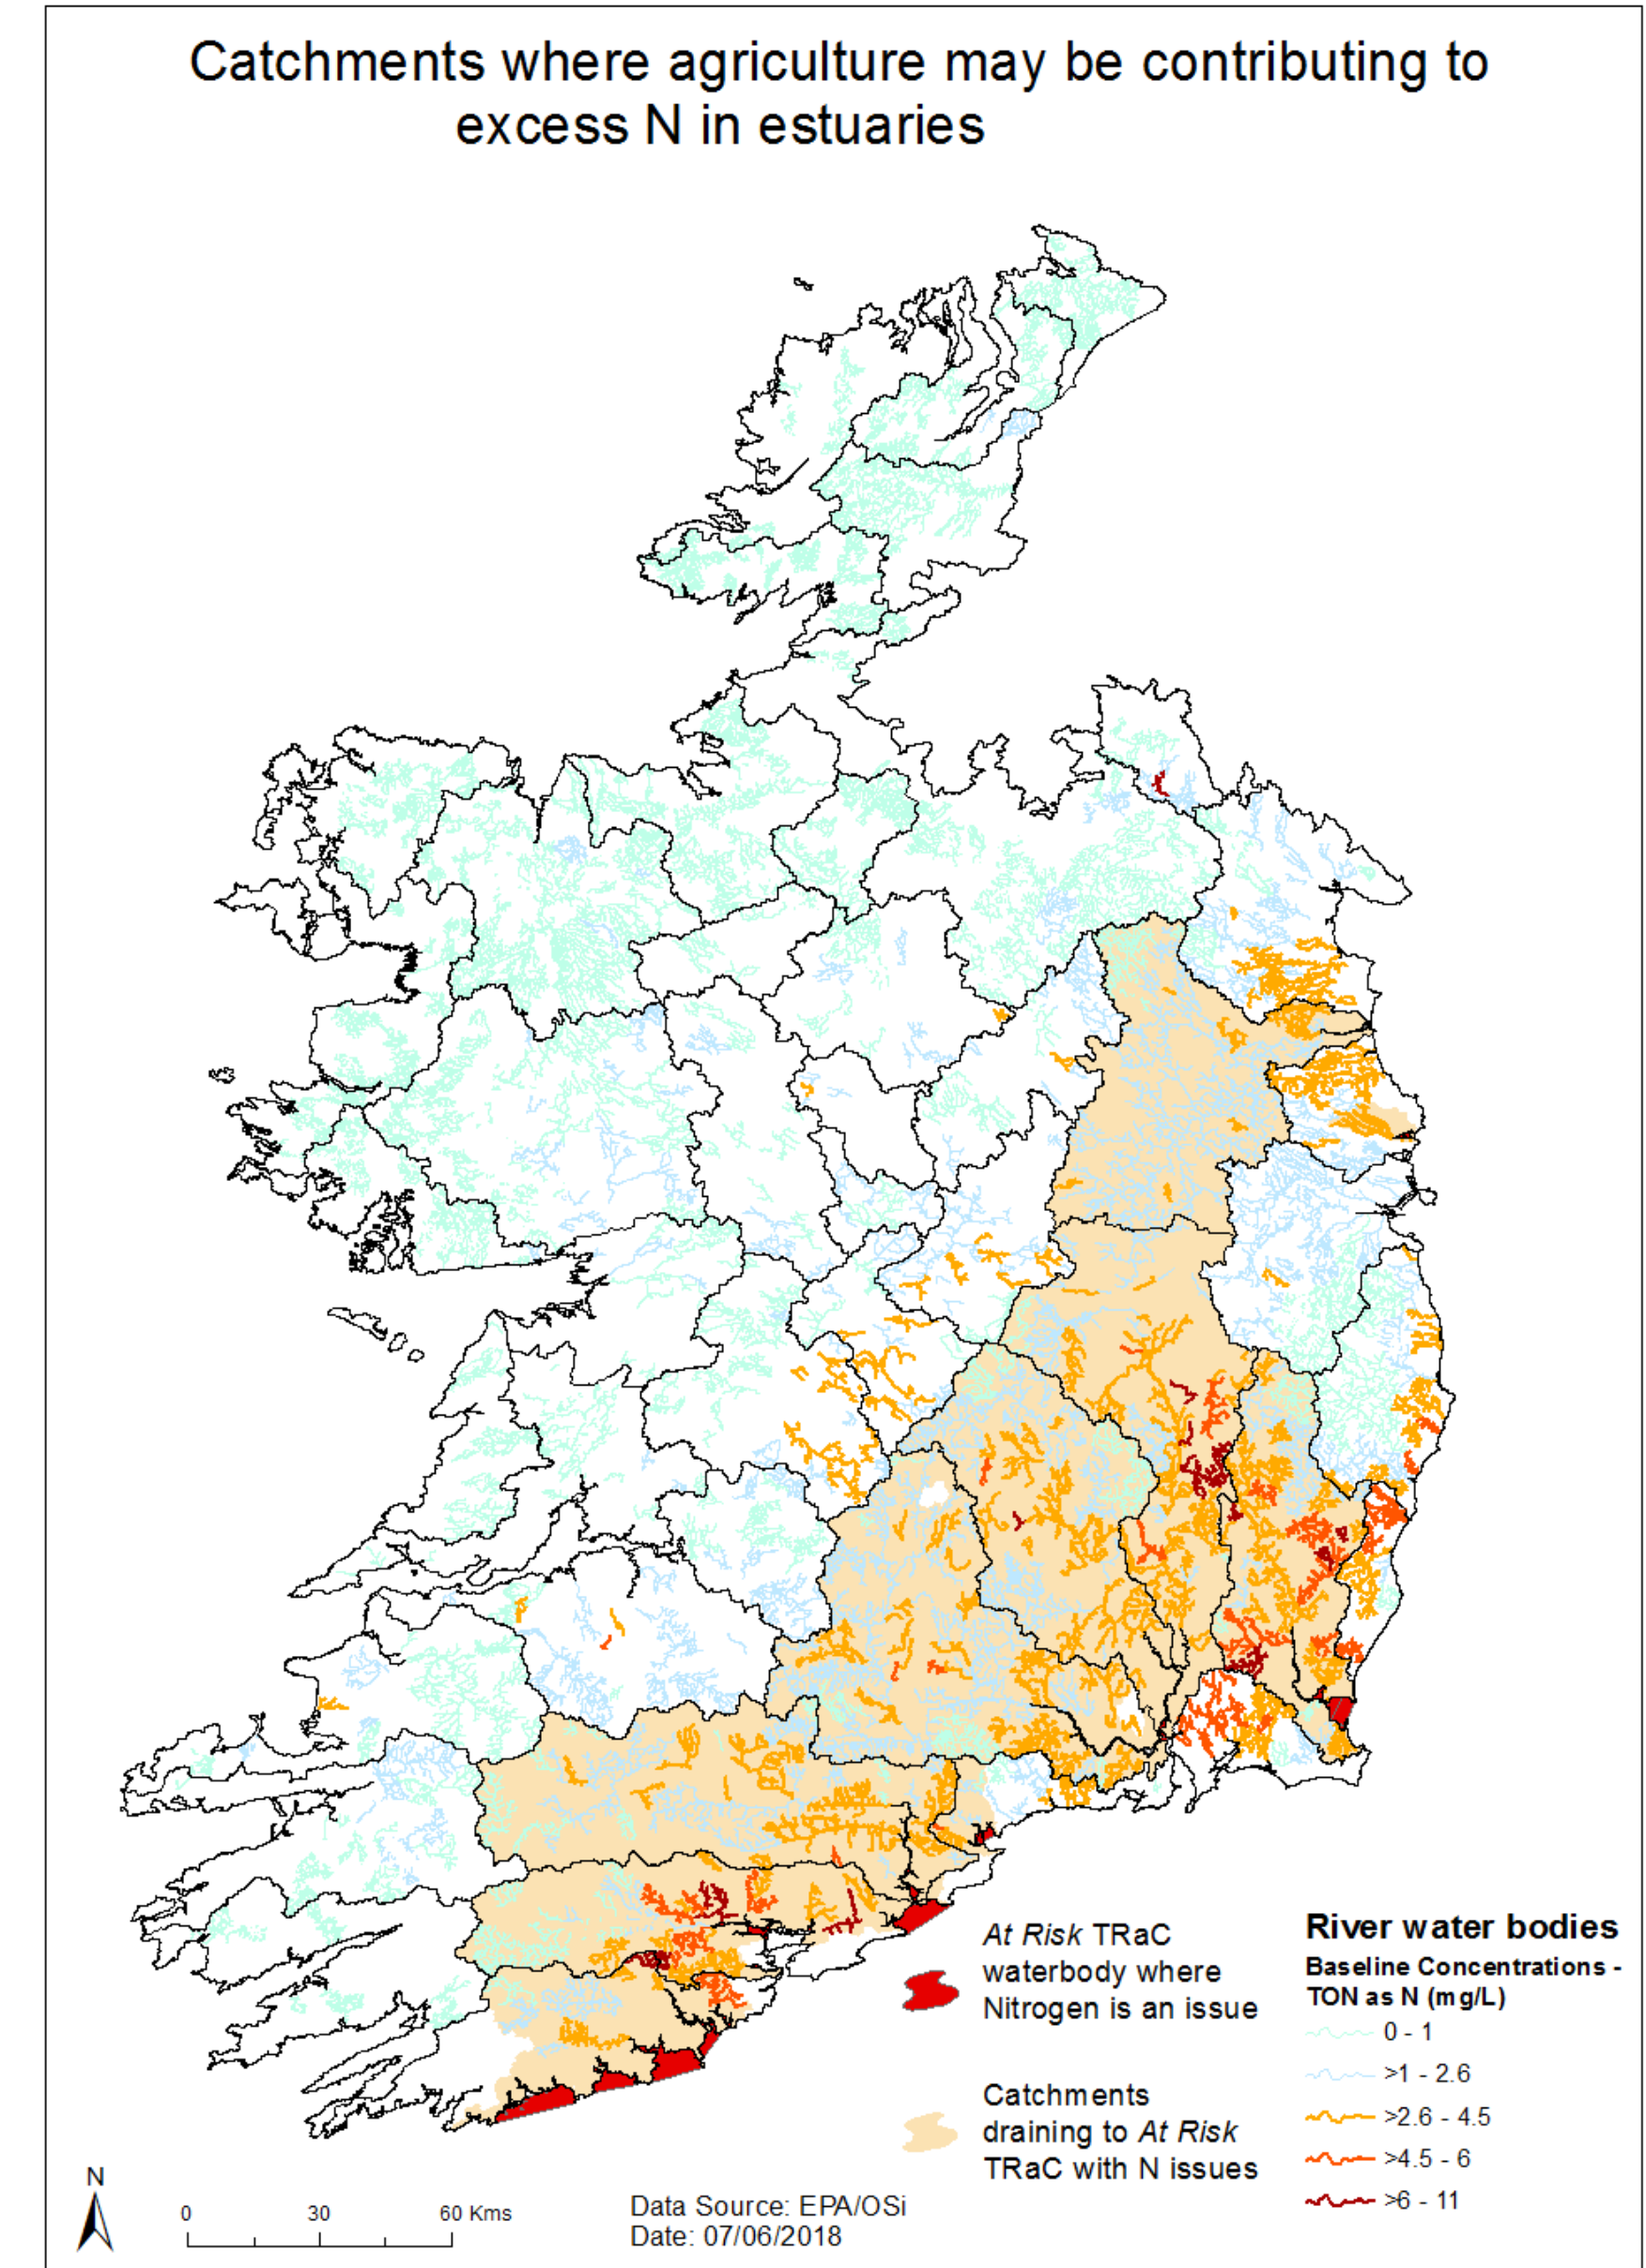 Catchments where agriculture may be contributing to
excess N in estuaries
At Risk TRaC
waterbody where
Nitrogen is an issue
Catchments
draining to At Risk
TRaC with N issues
River water bodies
Baseline Concentrations -
TON as N (mg/L)
0 - 1
>1 - 2.6
>2.6 - 4.5
>4.5 - 6
>6 - 11
N
0 30 60 Kms
Data Source: EPA/OSi
Date: 07/06/2018